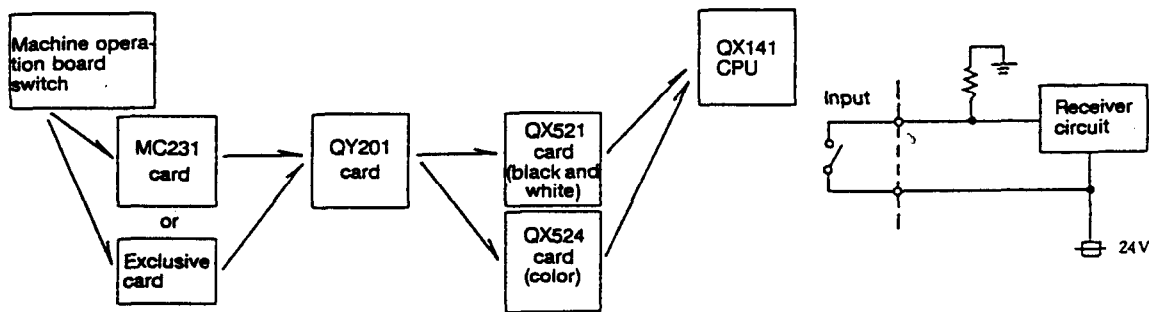 Machine opera-
tion board
switch
MC231
card
or
Exclusive
card
QY201
card
QX521
card
(black and
white)
QX524
card
(color)
QX141
CPU
Input
Receiver
circuit
24V